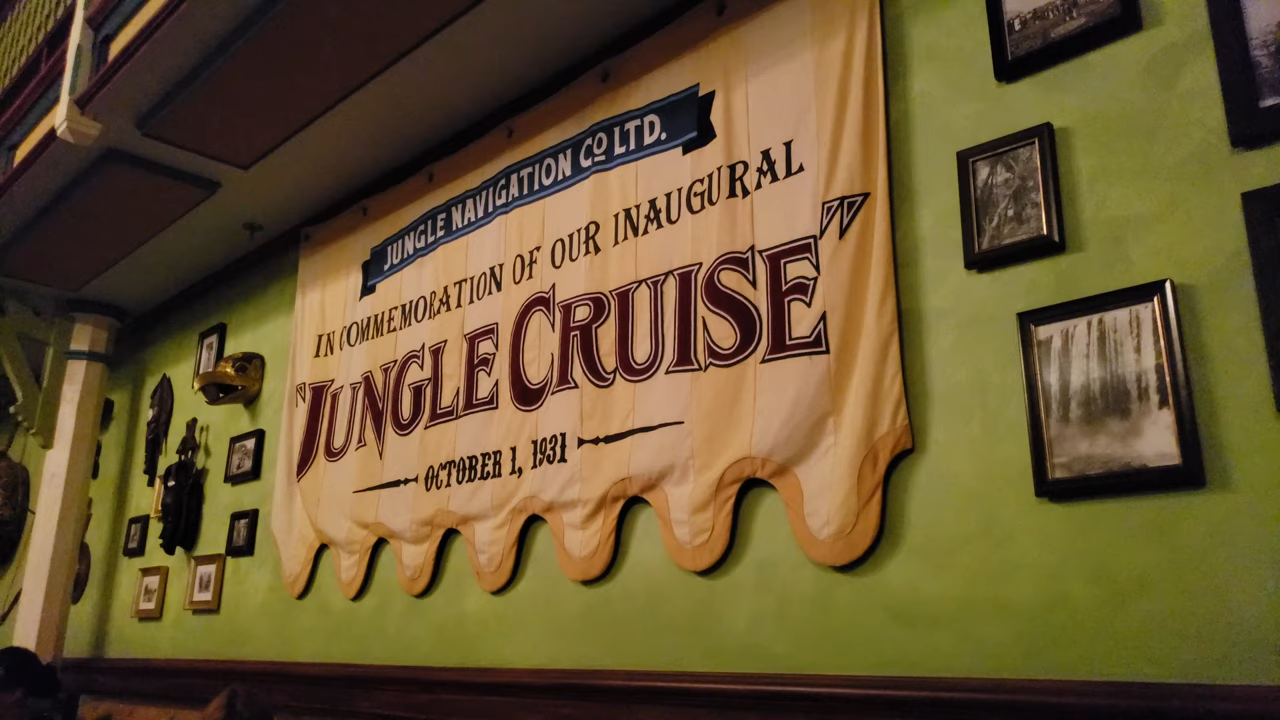 JUNGLE NAVIGATION CO LTD.
IN COMMEMORATION OF OUR INAUGURAL
"JUNGLE CRUISE"
OCTOBER 1, 1931